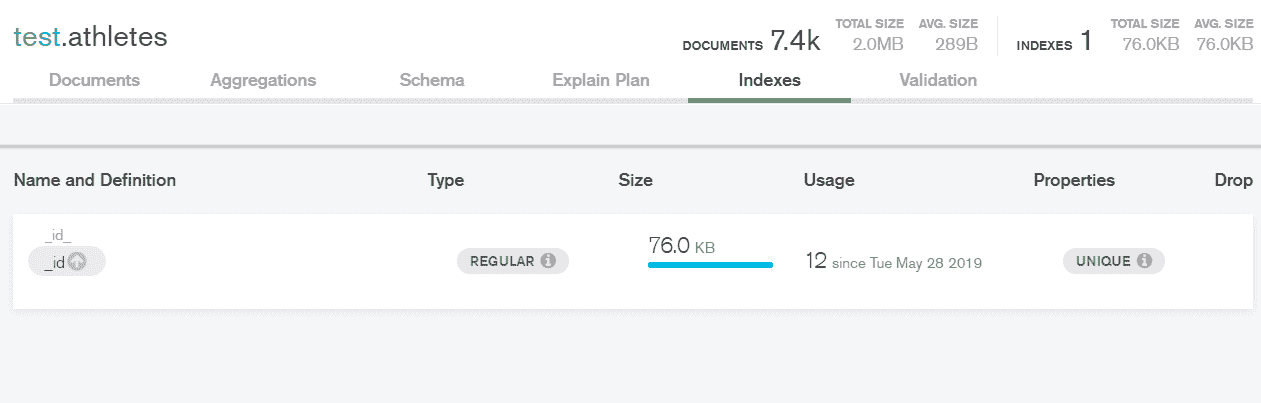 test.athletes
DOCUMENTS 7.4k TOTAL SIZE 2.0MB AVG. SIZE 289B INDEXES 1 TOTAL SIZE 76.0KB AVG. SIZE 76.0KB
Documents Aggregations Schema Explain Plan Indexes Validation
Name and Definition Type Size Usage Properties Drop
_id_
_id REGULAR 76.0 KB 12 since Tue May 28 2019 UNIQUE